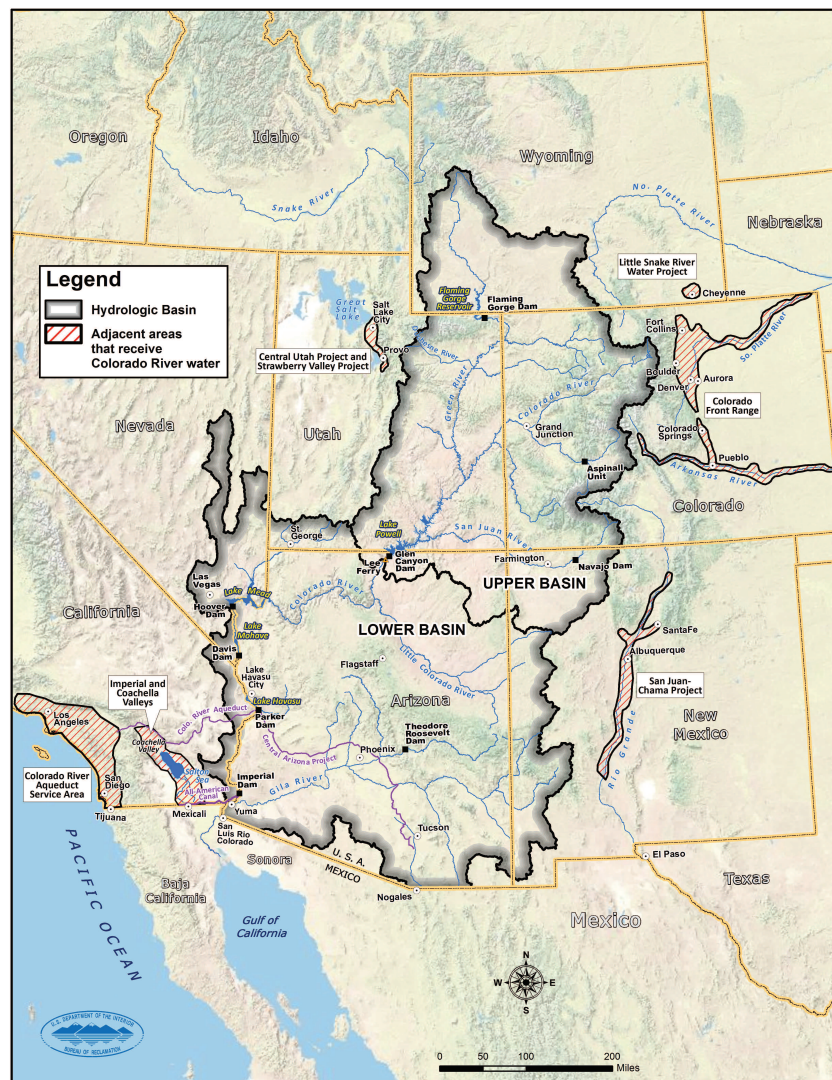 Oregon
Idaho
Wyoming
Snake River
No. Platte River
Nebraska
Legend
Hydrologic Basin
Adjacent areas
that receive
Colorado River water
Little Snake River
Water Project
Cheyenne
Flaming
Gorge
Reservoir
Flaming
Gorge Dam
Great
Salt
Lake
Salt
Lake
City
Provo
Central Utah Project and
Strawberry Valley Project
Fort
Collins
So. Platte River
Boulder
Denver
Aurora
Colorado
Front Range
Green River
Colorado River
Nevada
Utah
Grand
Junction
Colorado
Springs
Aspinall
Unit
Pueblo
Arkansas River
Colorado
St.
George
Lake
Powell
San Juan River
Lee
Ferry
Glen
Canyon
Dam
Farmington
Navajo Dam
UPPER BASIN
Las
Vegas
Lake Mead
Hoover
Dam
Colorado River
California
Lake
Mohave
LOWER BASIN
SantaFe
Albuquerque
Davis
Dam
Flagstaff
Little Colorado River
Imperial and
Coachella
Valleys
Lake
Havasu
City
San Juan-
Chama Project
Arizona
Los
Angeles
Colo. River Aqueduct
Lake Havasu
Parker
Dam
Coachella
Valley
Theodore
Roosevelt
Dam
New
Mexico
Central Arizona Project
Phoenix
Rio Grande
Colorado River
Aqueduct
Service Area
Salton
Sea
San
Diego
Imperial
Dam
Gila River
All-American
Canal
Tijuana
Mexicali
Yuma
San
Luis Rio
Colorado
Tucson
Sonora
U.S.A.
MEXICO
El Paso
PACIFIC OCEAN
Baja
California
Nogales
Texas
Gulf of
California
Mexico
N
W
E
S
U.S. DEPARTMENT OF THE INTERIOR
BUREAU OF RECLAMATION
0 50 100 200
Miles